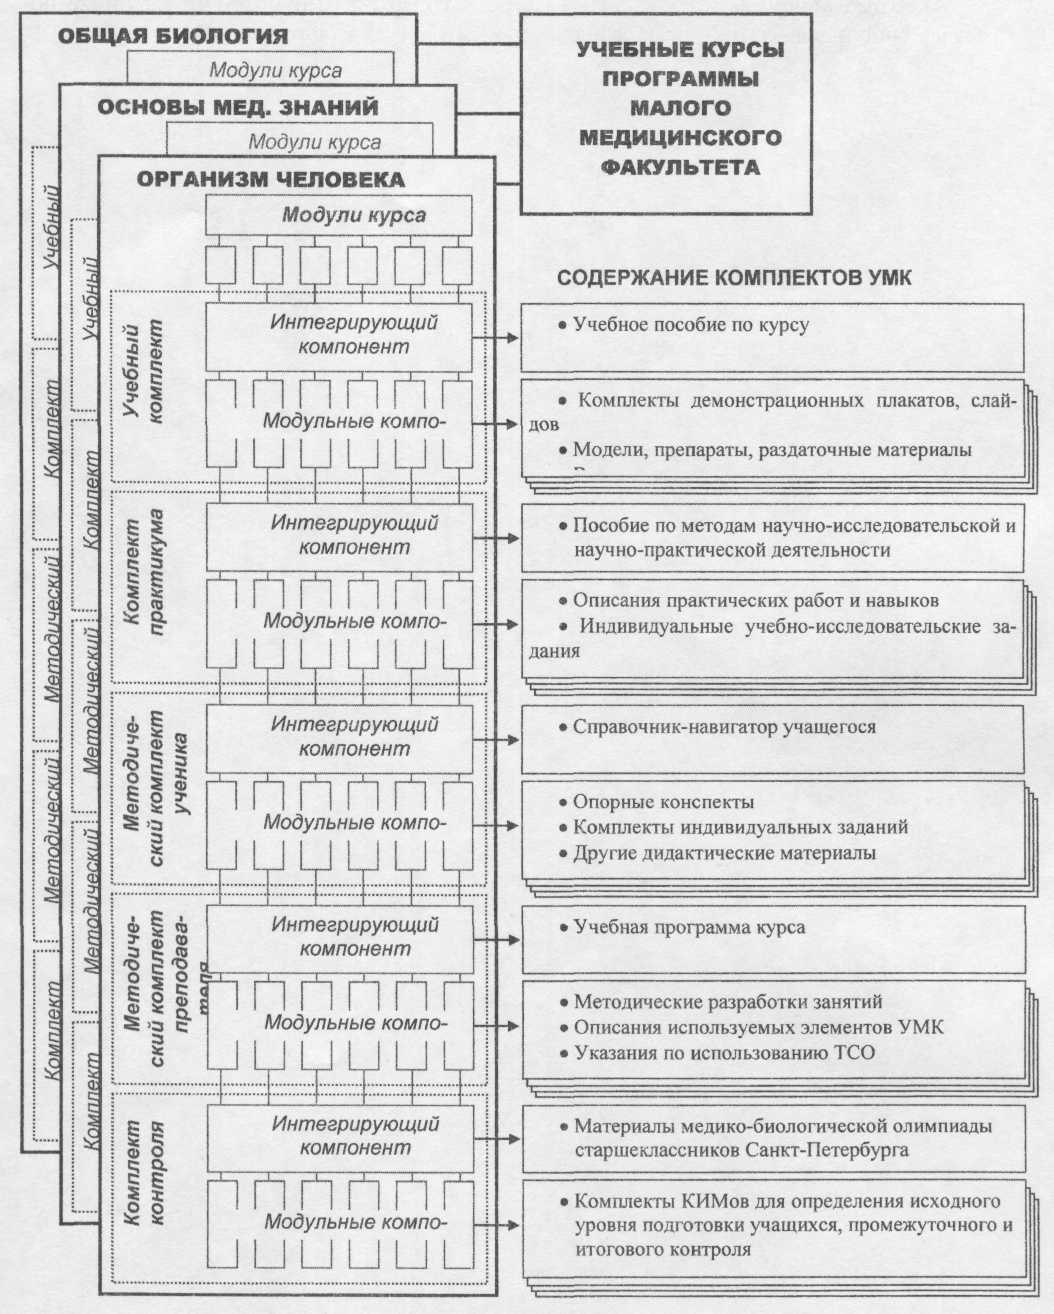 ОБЩАЯ БИОЛОГИЯ
Модули курса
ОСНОВЫ МЕД. ЗНАНИЙ
Модули курса
ОРГАНИЗМ ЧЕЛОВЕКА
Модули курса
УЧЕБНЫЕ КУРСЫ
ПРОГРАММЫ
МАЛОГО
МЕДИЦИНСКОГО
ФАКУЛЬТЕТА
Учебный
Комплект
Методический
Методический
Комплект
Учебный
Комплект
Методический
Методический
Комплект
СОДЕРЖАНИЕ КОМПЛЕКТОВ УМК
Учебный
комплект
Интегрирующий
компонент
• Учебное пособие по курсу
Модульные компо-
• Комплекты демонстрационных плакатов, слай-
дов
• Модели, препараты, раздаточные материалы
Комплект
практикума
Интегрирующий
компонент
• Пособие по методам научно-исследовательской и
научно-практической деятельности
Модульные компо-
• Описания практических работ и навыков
• Индивидуальные учебно-исследовательские за-
дания
Методиче-
ский комплект
ученика
Интегрирующий
компонент
• Справочник-навигатор учащегося
Модульные компо-
• Опорные конспекты
• Комплекты индивидуальных заданий
• Другие дидактические материалы
Методиче-
ский комплект
преподава-
теля
Интегрирующий
компонент
• Учебная программа курса
Модульные компо-
• Методические разработки занятий
• Описания используемых элементов УМК
• Указания по использованию ТСО
Комплект
контроля
Интегрирующий
компонент
• Материалы медико-биологической олимпиады
старшеклассников Санкт-Петербурга
Модульные компо-
• Комплекты КИМов для определения исходного
уровня подготовки учащихся, промежуточного и
итогового контроля